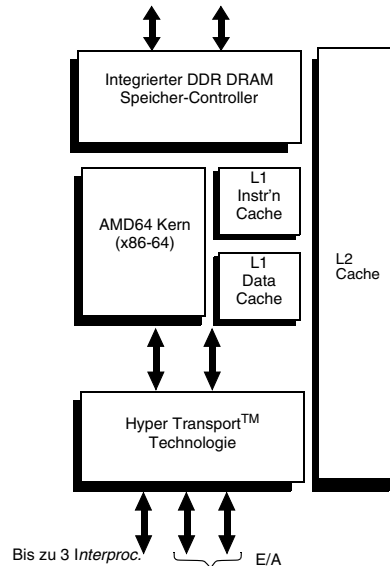 Integrierter DDR DRAM
Speicher-Controller
AMD64 Kern
(x86-64)
L1
Instr'n
Cache
L1
Data
Cache
L2
Cache
Hyper Transport™
Technologie
Bis zu 3 Interproc.
E/A